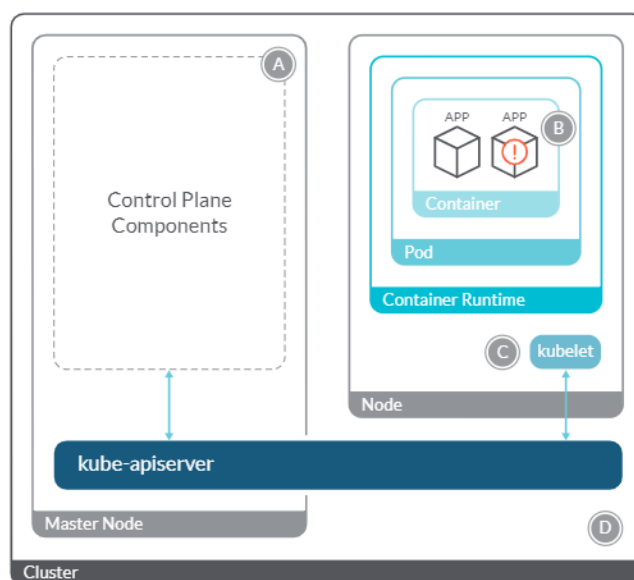 A
Control Plane
Components
APP
APP
!
B
Container
Pod
Container Runtime
C
kubelet
Node
kube-apiserver
Master Node
D
Cluster